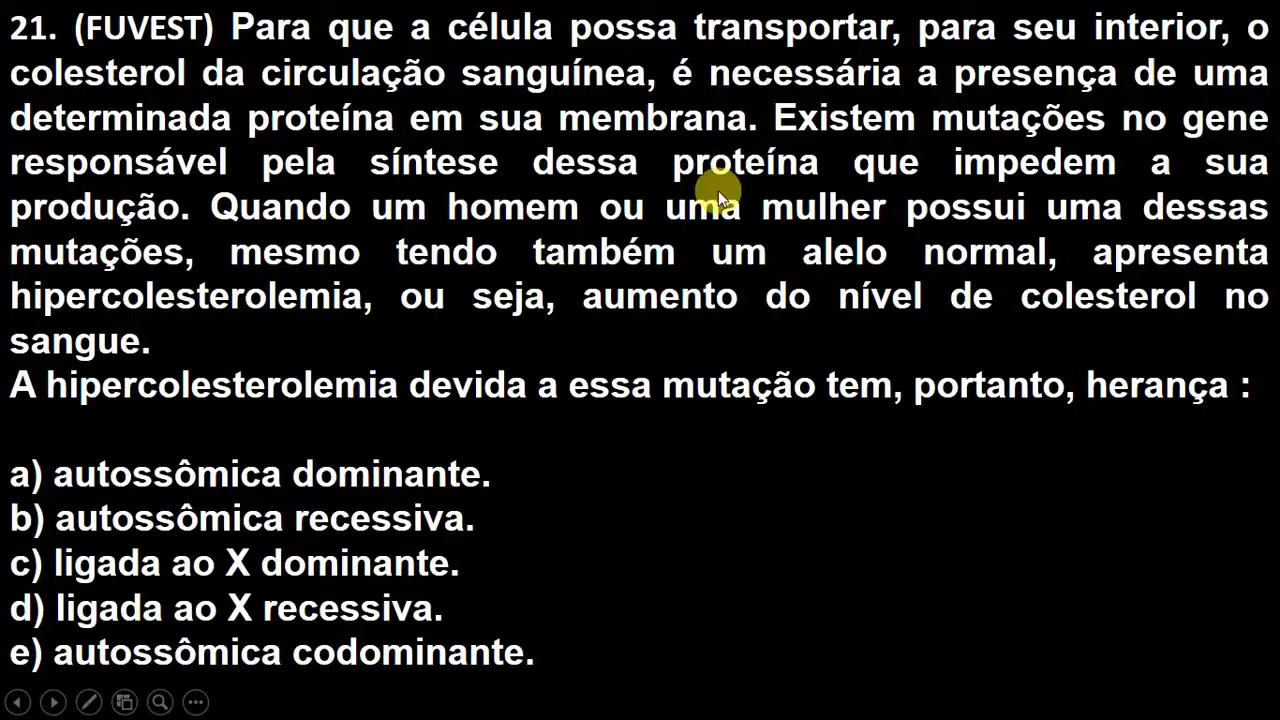 21. (FUVEST) Para que a célula possa transportar, para seu interior, o
colesterol da circulação sanguínea, é necessária a presença de uma
determinada proteína em sua membrana. Existem mutações no gene
responsável pela síntese dessa proteína que impedem a sua
produção. Quando um homem ou uma mulher possui uma dessas
mutações, mesmo tendo também um alelo normal, apresenta
hipercolesterolemia, ou seja, aumento do nível de colesterol no
sangue.
A hipercolesterolemia devida a essa mutação tem, portanto, herança :
a) autossômica dominante.
b) autossômica recessiva.
c) ligada ao X dominante.
d) ligada ao X recessiva.
e) autossômica codominante.